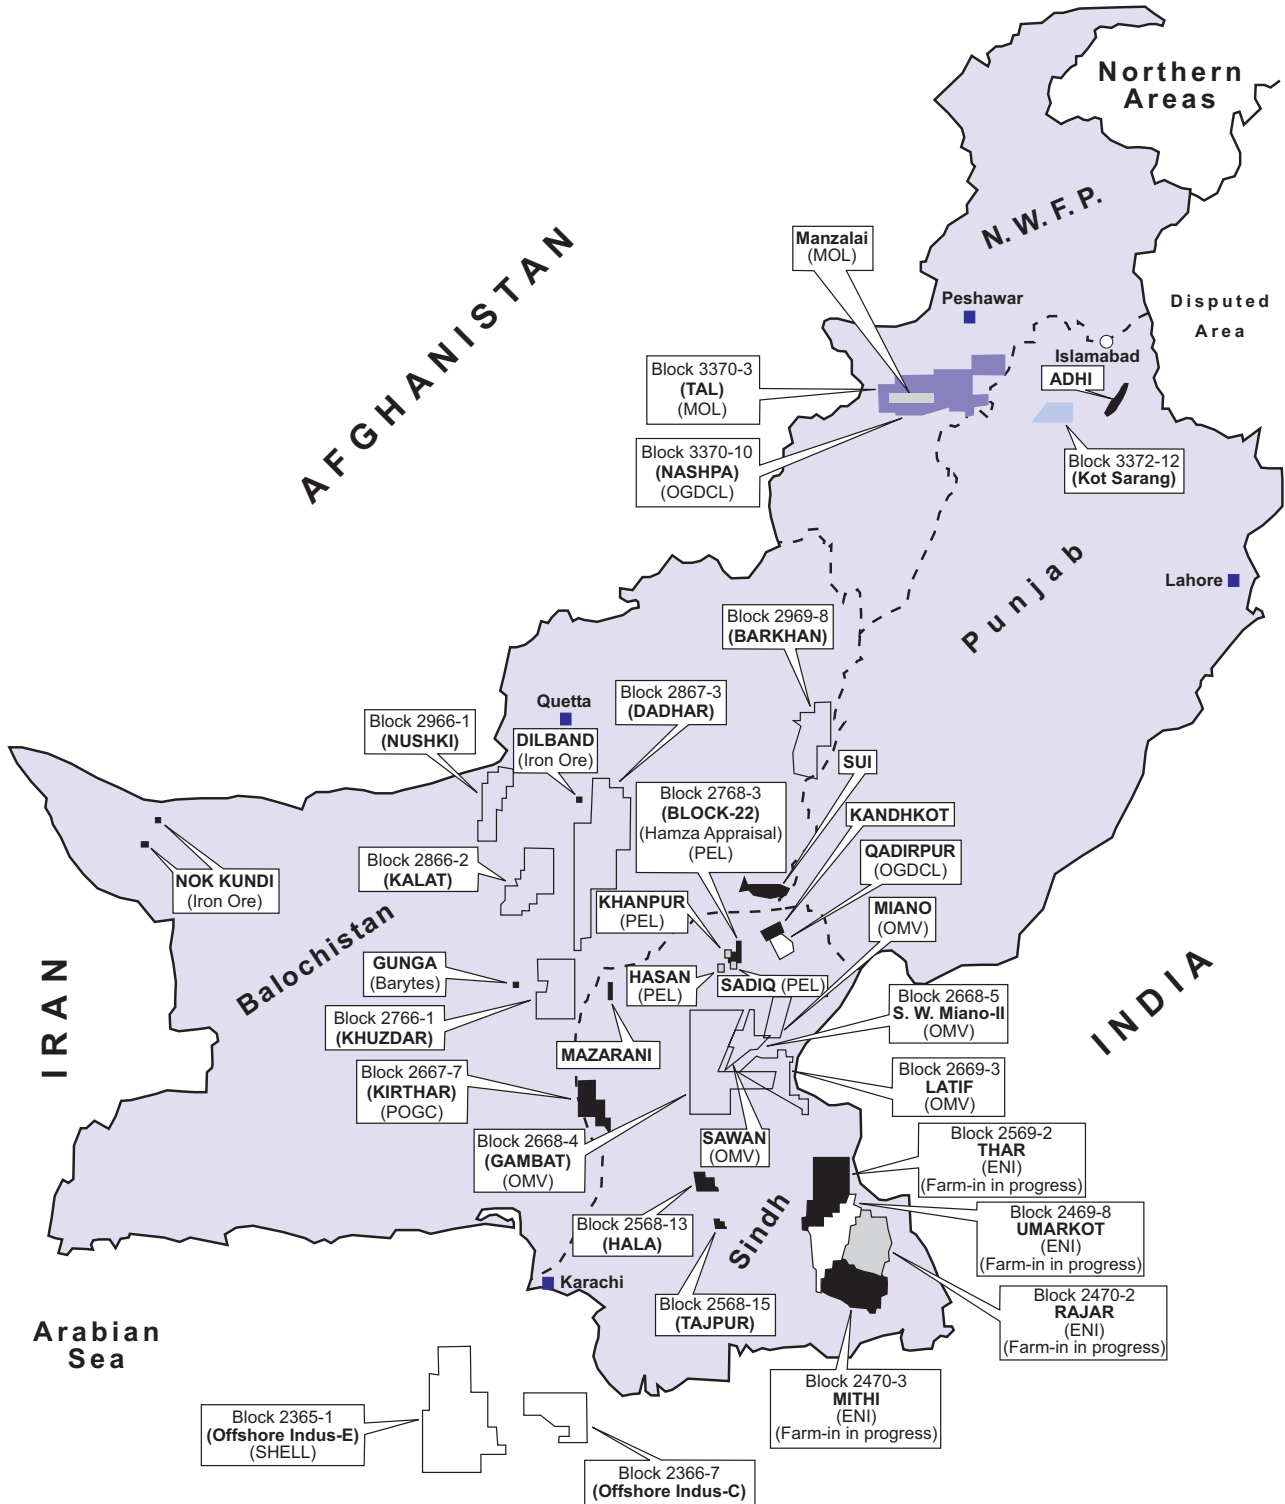 Northern
Areas
N. W. F. P.
Manzalai
(MOL)
AFGHANISTAN
Peshawar
Disputed
Area
Islamabad
Block 3370-3
(TAL)
(MOL)
ADHI
Block 3370-10
(NASHPA)
(OGDCL)
Block 3372-12
(Kot Sarang)
Punjab
Lahore
Block 2969-8
(BARKHAN)
Block 2867-3
(DADHAR)
Quetta
Block 2966-1
(NUSHKI)
DILBAND
(Iron Ore)
SUI
Block 2768-3
(BLOCK-22)
(Hamza Appraisal)
(PEL)
KANDHKOT
QADIRPUR
(OGDCL)
Block 2866-2
(KALAT)
NOK KUNDI
(Iron Ore)
KHANPUR
(PEL)
MIANO
(OMV)
Balochistan
IRAN
GUNGA
(Barytes)
HASAN
(PEL)
SADIQ (PEL)
INDIA
Block 2668-5
S. W. Miano-II
(OMV)
Block 2766-1
(KHUZDAR)
MAZARANI
Block 2667-7
(KIRTHAR)
(POGC)
Block 2669-3
LATIF
(OMV)
Block 2668-4
(GAMBAT)
(OMV)
SAWAN
(OMV)
Block 2569-2
THAR
(ENI)
(Farm-in in progress)
Block 2568-13
(HALA)
Sindh
Block 2469-8
UMARKOT
(ENI)
(Farm-in in progress)
Karachi
Block 2568-15
(TAJPUR)
Block 2470-2
RAJAR
(ENI)
(Farm-in in progress)
Arabian
Sea
Block 2470-3
MITHI
(ENI)
(Farm-in in progress)
Block 2365-1
(Offshore Indus-E)
(SHELL)
Block 2366-7
(Offshore Indus-C)